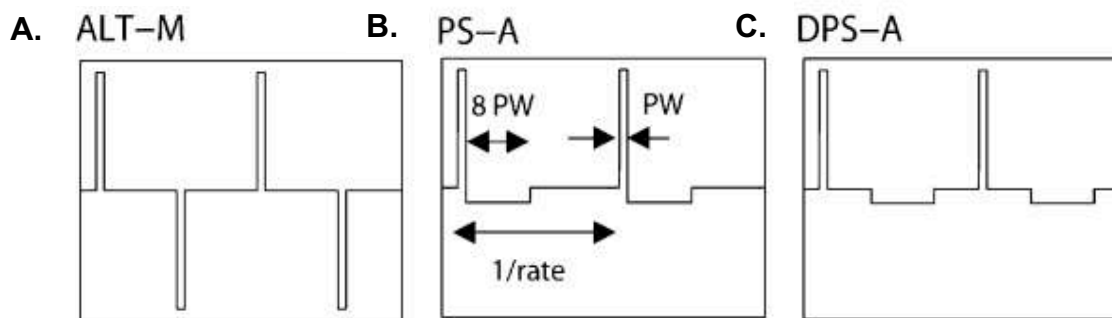 A. ALT–M
B. PS–A
C. DPS–A
8 PW
PW
1/rate